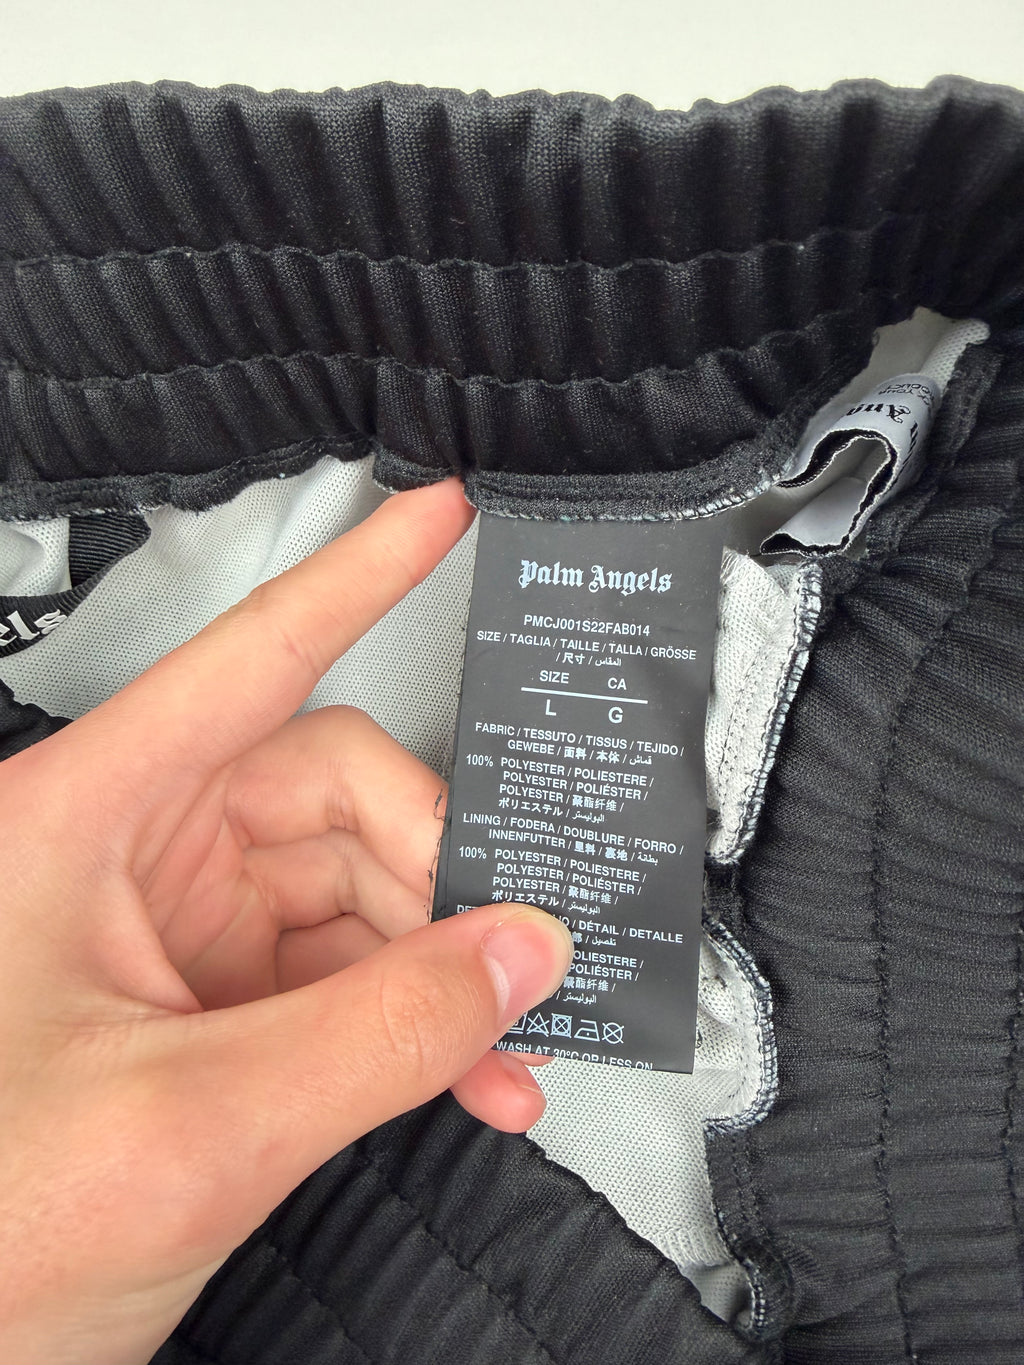 Palm Angels
PMCJ001S22FAB014
SIZE / TAGLIA / TAILLE / TALLA / GRÖSSE
/ 尺寸 / المقاس
SIZE CA
L G
FABRIC / TESSUTO / TISSUS / TEJIDO /
GEWEBE / 面料 / 本体 / قماش
100% POLYESTER / POLIESTERE /
POLYESTER / POLIÉSTER /
POLYESTER / 聚酯纤维 /
ポリエステル / البوليستر
LINING / FODERA / DOUBLURE / FORRO /
INNENFUTTER / 里料 / 裏地 / بطانة
100% POLYESTER / POLIESTERE /
POLYESTER / POLIÉSTER /
POLYESTER / 聚酯纤维 /
ポリエステル / البوليستر
/ DÉTAIL / DETALLE
/ تفصيل
OLIESTERE /
POLIÉSTER /
聚酯纤维 /
/ البوليستر
WASH AT 30°C OR LESS ON
els